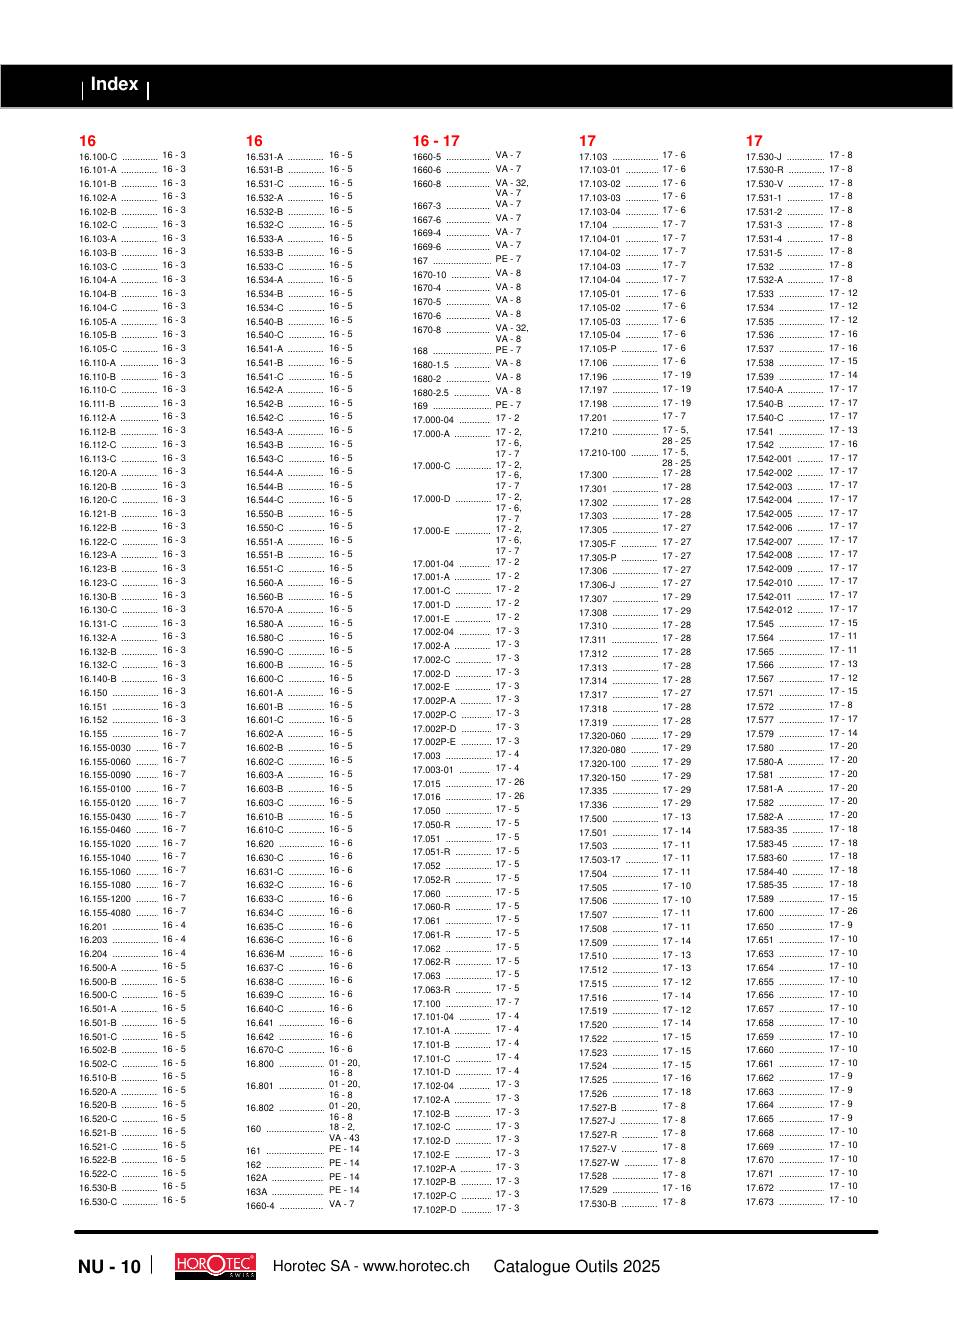 Index
16
16.100-C .............. 16 - 3
16.101-A .............. 16 - 3
16.101-B .............. 16 - 3
16.102-A .............. 16 - 3
16.102-B .............. 16 - 3
16.102-C .............. 16 - 3
16.103-A .............. 16 - 3
16.103-B .............. 16 - 3
16.103-C .............. 16 - 3
16.104-A .............. 16 - 3
16.104-B .............. 16 - 3
16.104-C .............. 16 - 3
16.105-A .............. 16 - 3
16.105-B .............. 16 - 3
16.105-C .............. 16 - 3
16.110-A .............. 16 - 3
16.110-B .............. 16 - 3
16.110-C .............. 16 - 3
16.111-B .............. 16 - 3
16.112-A .............. 16 - 3
16.112-B .............. 16 - 3
16.112-C .............. 16 - 3
16.113-C .............. 16 - 3
16.120-A .............. 16 - 3
16.120-B .............. 16 - 3
16.120-C .............. 16 - 3
16.121-B .............. 16 - 3
16.122-B .............. 16 - 3
16.122-C .............. 16 - 3
16.123-A .............. 16 - 3
16.123-B .............. 16 - 3
16.123-C .............. 16 - 3
16.130-B .............. 16 - 3
16.130-C .............. 16 - 3
16.131-C .............. 16 - 3
16.132-A .............. 16 - 3
16.132-B .............. 16 - 3
16.132-C .............. 16 - 3
16.140-B .............. 16 - 3
16.150 .................. 16 - 3
16.151 .................. 16 - 3
16.152 .................. 16 - 3
16.155 .................. 16 - 7
16.155-0030 ......... 16 - 7
16.155-0060 ......... 16 - 7
16.155-0090 ......... 16 - 7
16.155-0100 ......... 16 - 7
16.155-0120 ......... 16 - 7
16.155-0430 ......... 16 - 7
16.155-0460 ......... 16 - 7
16.155-1020 ......... 16 - 7
16.155-1040 ......... 16 - 7
16.155-1060 ......... 16 - 7
16.155-1080 ......... 16 - 7
16.155-1200 ......... 16 - 7
16.155-4080 ......... 16 - 7
16.201 .................. 16 - 4
16.203 .................. 16 - 4
16.204 .................. 16 - 4
16.500-A .............. 16 - 5
16.500-B .............. 16 - 5
16.500-C .............. 16 - 5
16.501-A .............. 16 - 5
16.501-B .............. 16 - 5
16.501-C .............. 16 - 5
16.502-B .............. 16 - 5
16.502-C .............. 16 - 5
16.510-B .............. 16 - 5
16.520-A .............. 16 - 5
16.520-B .............. 16 - 5
16.520-C .............. 16 - 5
16.521-B .............. 16 - 5
16.521-C .............. 16 - 5
16.522-B .............. 16 - 5
16.522-C .............. 16 - 5
16.530-B .............. 16 - 5
16.530-C .............. 16 - 5
16
16.531-A .............. 16 - 5
16.531-B .............. 16 - 5
16.531-C .............. 16 - 5
16.532-A .............. 16 - 5
16.532-B .............. 16 - 5
16.532-C .............. 16 - 5
16.533-A .............. 16 - 5
16.533-B .............. 16 - 5
16.533-C .............. 16 - 5
16.534-A .............. 16 - 5
16.534-B .............. 16 - 5
16.534-C .............. 16 - 5
16.540-B .............. 16 - 5
16.540-C .............. 16 - 5
16.541-A .............. 16 - 5
16.541-B .............. 16 - 5
16.541-C .............. 16 - 5
16.542-A .............. 16 - 5
16.542-B .............. 16 - 5
16.542-C .............. 16 - 5
16.543-A .............. 16 - 5
16.543-B .............. 16 - 5
16.543-C .............. 16 - 5
16.544-A .............. 16 - 5
16.544-B .............. 16 - 5
16.544-C .............. 16 - 5
16.550-B .............. 16 - 5
16.550-C .............. 16 - 5
16.551-A .............. 16 - 5
16.551-B .............. 16 - 5
16.551-C .............. 16 - 5
16.560-A .............. 16 - 5
16.560-B .............. 16 - 5
16.570-A .............. 16 - 5
16.580-A .............. 16 - 5
16.580-C .............. 16 - 5
16.590-C .............. 16 - 5
16.600-B .............. 16 - 5
16.600-C .............. 16 - 5
16.601-A .............. 16 - 5
16.601-B .............. 16 - 5
16.601-C .............. 16 - 5
16.602-A .............. 16 - 5
16.602-B .............. 16 - 5
16.602-C .............. 16 - 5
16.603-A .............. 16 - 5
16.603-B .............. 16 - 5
16.603-C .............. 16 - 5
16.610-B .............. 16 - 5
16.610-C .............. 16 - 5
16.620 .................. 16 - 6
16.630-C .............. 16 - 6
16.631-C .............. 16 - 6
16.632-C .............. 16 - 6
16.633-C .............. 16 - 6
16.634-C .............. 16 - 6
16.635-C .............. 16 - 6
16.636-C .............. 16 - 6
16.636-M .............. 16 - 6
16.637-C .............. 16 - 6
16.638-C .............. 16 - 6
16.639-C .............. 16 - 6
16.640-C .............. 16 - 6
16.641 .................. 16 - 6
16.642 .................. 16 - 6
16.670-C .............. 16 - 6
16.800 .................. 01 - 20,
16 - 8
16.801 .................. 01 - 20,
16 - 8
16.802 .................. 01 - 20,
16 - 8
160 ....................... 18 - 2,
VA - 43
161 ....................... PE - 14
162 ....................... PE - 14
162A .................... PE - 14
163A .................... PE - 14
1660-4 ................. VA - 7
16 - 17
1660-5 ................. VA - 7
1660-6 ................. VA - 7
1660-8 ................. VA - 32,
VA - 7
1667-3 ................. VA - 7
1667-6 ................. VA - 7
1669-4 ................. VA - 7
1669-6 ................. VA - 7
167 ....................... PE - 7
1670-10 ............... VA - 8
1670-4 ................. VA - 8
1670-5 ................. VA - 8
1670-6 ................. VA - 8
1670-8 ................. VA - 32,
VA - 8
168 ....................... PE - 7
1680-1.5 .............. VA - 8
1680-2 ................. VA - 8
1680-2.5 .............. VA - 8
169 ....................... PE - 7
17.000-04 ............ 17 - 2
17.000-A .............. 17 - 2,
17 - 6,
17 - 7
17.000-C .............. 17 - 2,
17 - 6,
17 - 7
17.000-D .............. 17 - 2,
17 - 6,
17 - 7
17.000-E .............. 17 - 2,
17 - 6,
17 - 7
17.001-04 ............ 17 - 2
17.001-A .............. 17 - 2
17.001-C .............. 17 - 2
17.001-D .............. 17 - 2
17.001-E .............. 17 - 2
17.002-04 ............ 17 - 3
17.002-A .............. 17 - 3
17.002-C .............. 17 - 3
17.002-D .............. 17 - 3
17.002-E .............. 17 - 3
17.002P-A ............ 17 - 3
17.002P-C ............ 17 - 3
17.002P-D ............ 17 - 3
17.002P-E ............ 17 - 3
17.003 .................. 17 - 4
17.003-01 ............ 17 - 4
17.015 .................. 17 - 26
17.016 .................. 17 - 26
17.050 .................. 17 - 5
17.050-R .............. 17 - 5
17.051 .................. 17 - 5
17.051-R .............. 17 - 5
17.052 .................. 17 - 5
17.052-R .............. 17 - 5
17.060 .................. 17 - 5
17.060-R .............. 17 - 5
17.061 .................. 17 - 5
17.061-R .............. 17 - 5
17.062 .................. 17 - 5
17.062-R .............. 17 - 5
17.063 .................. 17 - 5
17.063-R .............. 17 - 5
17.100 .................. 17 - 7
17.101-04 ............ 17 - 4
17.101-A .............. 17 - 4
17.101-B .............. 17 - 4
17.101-C .............. 17 - 4
17.101-D .............. 17 - 4
17.102-04 ............ 17 - 3
17.102-A .............. 17 - 3
17.102-B .............. 17 - 3
17.102-C .............. 17 - 3
17.102-D .............. 17 - 3
17.102-E .............. 17 - 3
17.102P-A ............ 17 - 3
17.102P-B ............ 17 - 3
17.102P-C ............ 17 - 3
17.102P-D ............ 17 - 3
17
17.103 .................. 17 - 6
17.103-01 ............ 17 - 6
17.103-02 ............ 17 - 6
17.103-03 ............ 17 - 6
17.103-04 ............ 17 - 6
17.104 .................. 17 - 7
17.104-01 ............ 17 - 7
17.104-02 ............ 17 - 7
17.104-03 ............ 17 - 7
17.104-04 ............ 17 - 7
17.105-01 ............ 17 - 6
17.105-02 ............ 17 - 6
17.105-03 ............ 17 - 6
17.105-04 ............ 17 - 6
17.105-P .............. 17 - 6
17.106 .................. 17 - 6
17.196 .................. 17 - 19
17.197 .................. 17 - 19
17.198 .................. 17 - 19
17.201 .................. 17 - 7
17.210 .................. 17 - 5,
28 - 25
17.210-100 ........... 17 - 5,
28 - 25
17.300 .................. 17 - 28
17.301 .................. 17 - 28
17.302 .................. 17 - 28
17.303 .................. 17 - 28
17.305 .................. 17 - 27
17.305-F .............. 17 - 27
17.305-P .............. 17 - 27
17.306 .................. 17 - 27
17.306-J .............. 17 - 27
17.307 .................. 17 - 29
17.308 .................. 17 - 29
17.310 .................. 17 - 28
17.311 .................. 17 - 28
17.312 .................. 17 - 28
17.313 .................. 17 - 28
17.314 .................. 17 - 28
17.317 .................. 17 - 27
17.318 .................. 17 - 28
17.319 .................. 17 - 28
17.320-060 ........... 17 - 29
17.320-080 ........... 17 - 29
17.320-100 ........... 17 - 29
17.320-150 ........... 17 - 29
17.335 .................. 17 - 29
17.336 .................. 17 - 29
17.500 .................. 17 - 13
17.501 .................. 17 - 14
17.503 .................. 17 - 11
17.503-17 ............ 17 - 11
17.504 .................. 17 - 11
17.505 .................. 17 - 10
17.506 .................. 17 - 10
17.507 .................. 17 - 11
17.508 .................. 17 - 11
17.509 .................. 17 - 14
17.510 .................. 17 - 13
17.512 .................. 17 - 13
17.515 .................. 17 - 12
17.516 .................. 17 - 14
17.519 .................. 17 - 12
17.520 .................. 17 - 14
17.522 .................. 17 - 15
17.523 .................. 17 - 15
17.524 .................. 17 - 15
17.525 .................. 17 - 16
17.526 .................. 17 - 18
17.527-B .............. 17 - 8
17.527-J .............. 17 - 8
17.527-R .............. 17 - 8
17.527-V .............. 17 - 8
17.527-W ............. 17 - 8
17.528 .................. 17 - 8
17.529 .................. 17 - 16
17.530-B .............. 17 - 8
17
17.530-J .............. 17 - 8
17.530-R .............. 17 - 8
17.530-V .............. 17 - 8
17.531-1 .............. 17 - 8
17.531-2 .............. 17 - 8
17.531-3 .............. 17 - 8
17.531-4 .............. 17 - 8
17.531-5 .............. 17 - 8
17.532 .................. 17 - 8
17.532-A .............. 17 - 8
17.533 .................. 17 - 12
17.534 .................. 17 - 12
17.535 .................. 17 - 12
17.536 .................. 17 - 16
17.537 .................. 17 - 16
17.538 .................. 17 - 15
17.539 .................. 17 - 14
17.540-A .............. 17 - 17
17.540-B .............. 17 - 17
17.540-C .............. 17 - 17
17.541 .................. 17 - 13
17.542 .................. 17 - 16
17.542-001 .......... 17 - 17
17.542-002 .......... 17 - 17
17.542-003 .......... 17 - 17
17.542-004 .......... 17 - 17
17.542-005 .......... 17 - 17
17.542-006 .......... 17 - 17
17.542-007 .......... 17 - 17
17.542-008 .......... 17 - 17
17.542-009 .......... 17 - 17
17.542-010 .......... 17 - 17
17.542-011 .......... 17 - 17
17.542-012 .......... 17 - 17
17.545 .................. 17 - 15
17.564 .................. 17 - 11
17.565 .................. 17 - 11
17.566 .................. 17 - 13
17.567 .................. 17 - 12
17.571 .................. 17 - 15
17.572 .................. 17 - 8
17.577 .................. 17 - 17
17.579 .................. 17 - 14
17.580 .................. 17 - 20
17.580-A .............. 17 - 20
17.581 .................. 17 - 20
17.581-A .............. 17 - 20
17.582 .................. 17 - 20
17.582-A .............. 17 - 20
17.583-35 ............ 17 - 18
17.583-45 ............ 17 - 18
17.583-60 ............ 17 - 18
17.584-40 ............ 17 - 18
17.585-35 ............ 17 - 18
17.589 .................. 17 - 15
17.600 .................. 17 - 26
17.650 .................. 17 - 9
17.651 .................. 17 - 10
17.653 .................. 17 - 10
17.654 .................. 17 - 10
17.655 .................. 17 - 10
17.656 .................. 17 - 10
17.657 .................. 17 - 10
17.658 .................. 17 - 10
17.659 .................. 17 - 10
17.660 .................. 17 - 10
17.661 .................. 17 - 10
17.662 .................. 17 - 9
17.663 .................. 17 - 9
17.664 .................. 17 - 9
17.665 .................. 17 - 9
17.668 .................. 17 - 10
17.669 .................. 17 - 10
17.670 .................. 17 - 10
17.671 .................. 17 - 10
17.672 .................. 17 - 10
17.673 .................. 17 - 10
NU - 10 HOROTEC SWISS Horotec SA - www.horotec.ch Catalogue Outils 2025